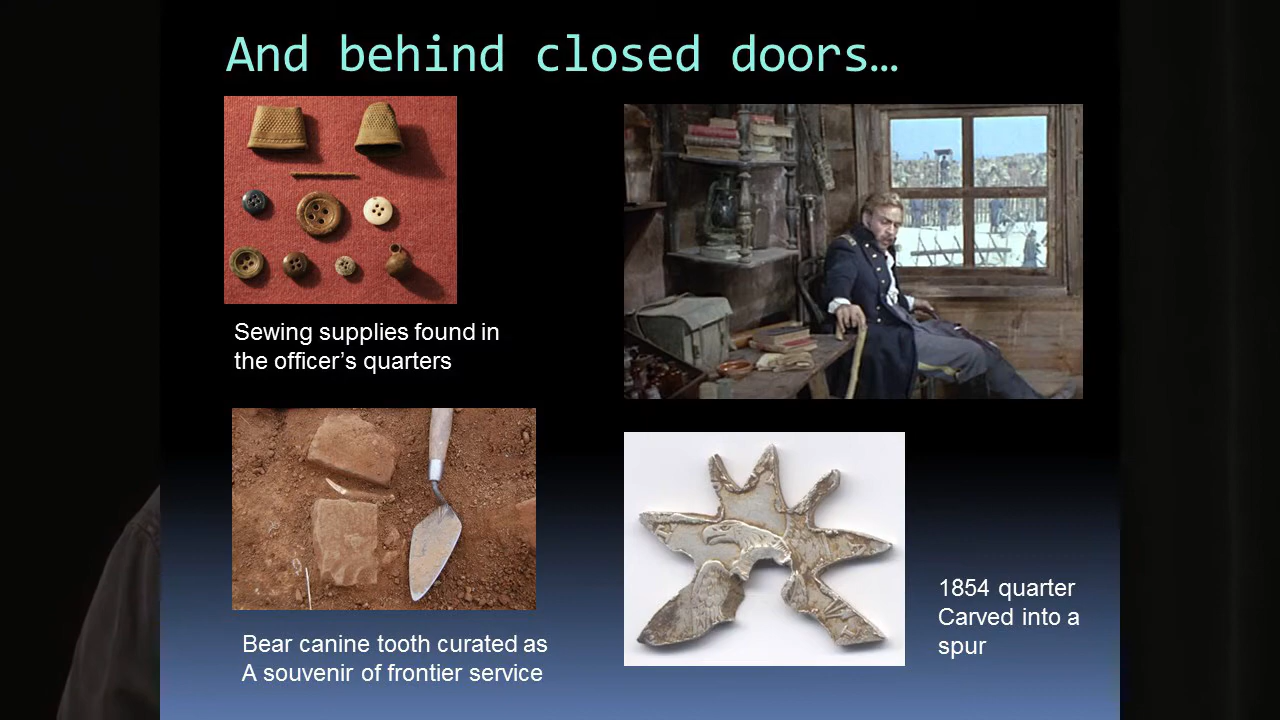 And behind closed doors…
Sewing supplies found in
the officer’s quarters
Bear canine tooth curated as
A souvenir of frontier service
1854 quarter
Carved into a
spur